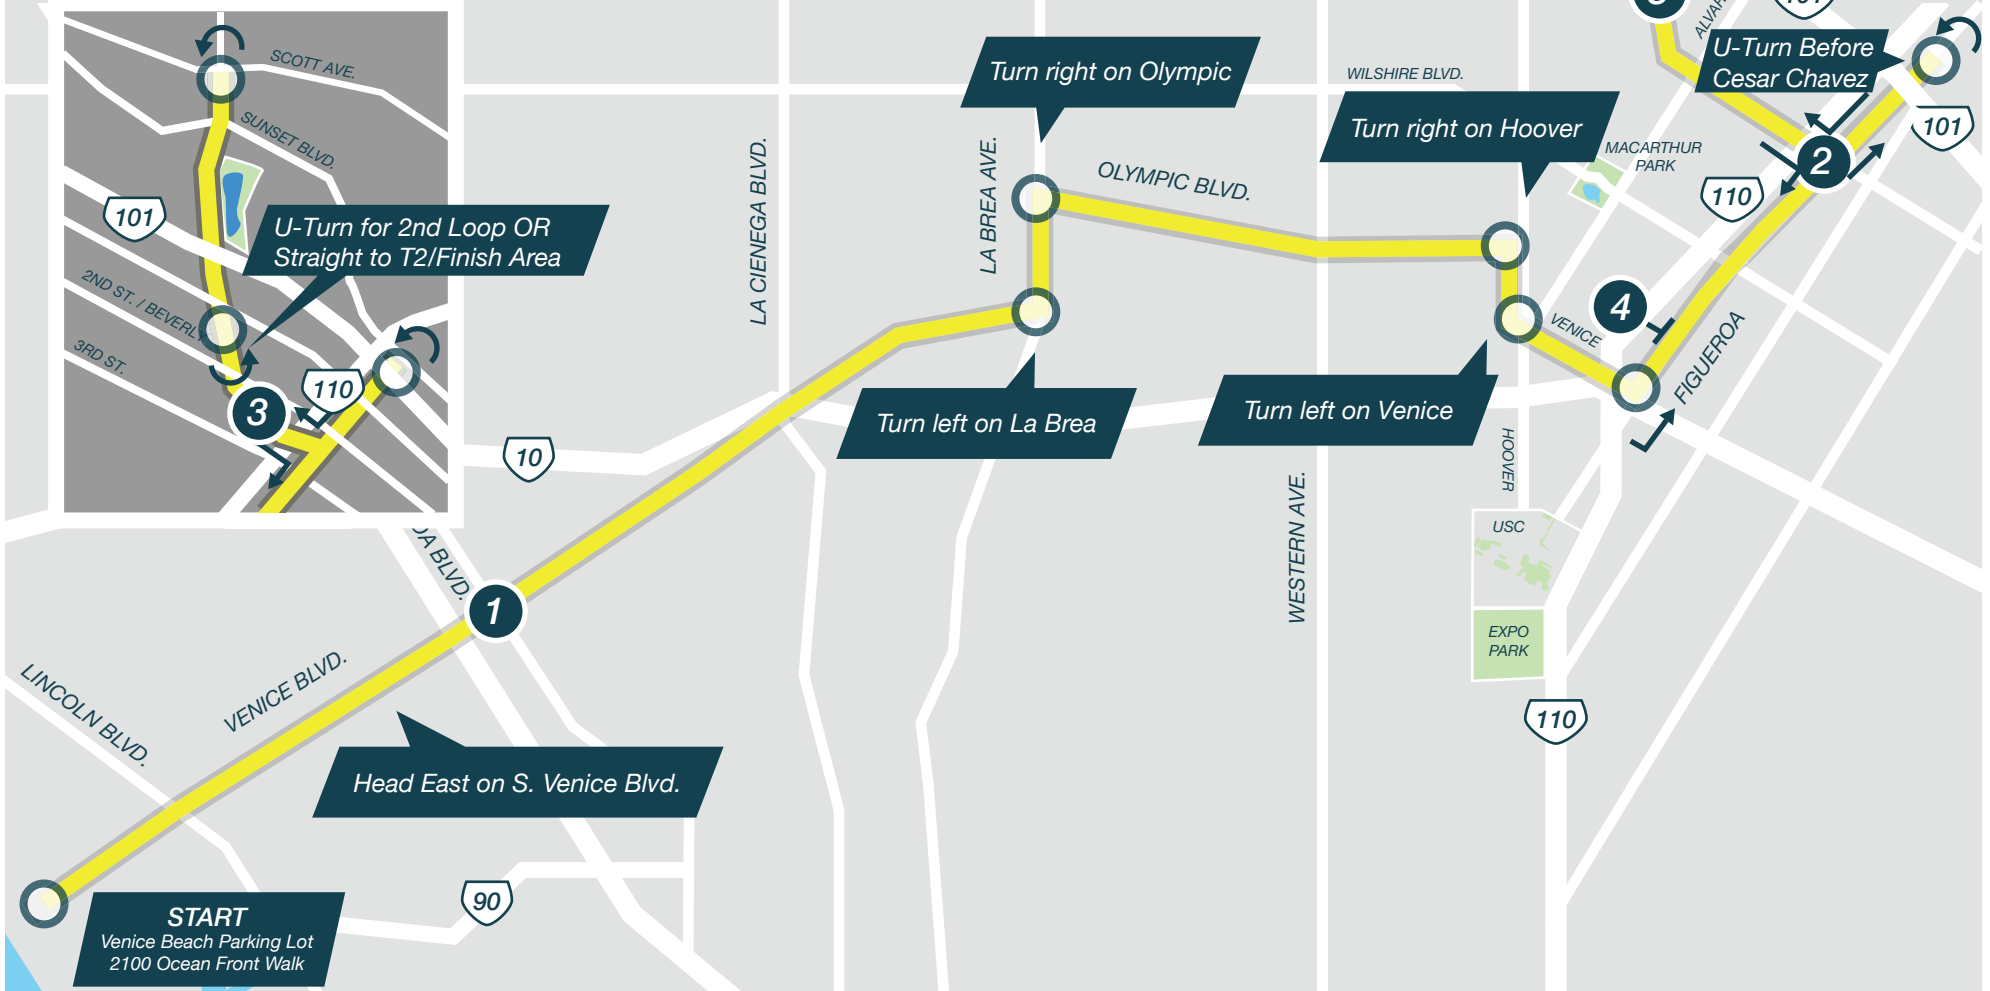 SCOTT AVE.
SUNSET BLVD.
101
U-Turn for 2nd Loop OR
Straight to T2/Finish Area
2ND ST. / BEVERLY
3RD ST.
110
3
Turn right on Olympic
WILSHIRE BLVD.
U-Turn Before
Cesar Chavez
101
Turn right on Hoover
MACARTHUR
PARK
2
110
LA CIENEGA BLVD.
LA BREA AVE.
OLYMPIC BLVD.
4
VENICE
FIGUEROA
Turn left on La Brea
Turn left on Venice
10
HOOVER
WESTERN AVE.
USC
EXPO
PARK
110
DA BLVD.
1
VENICE BLVD.
LINCOLN BLVD.
Head East on S. Venice Blvd.
90
START
Venice Beach Parking Lot
2100 Ocean Front Walk